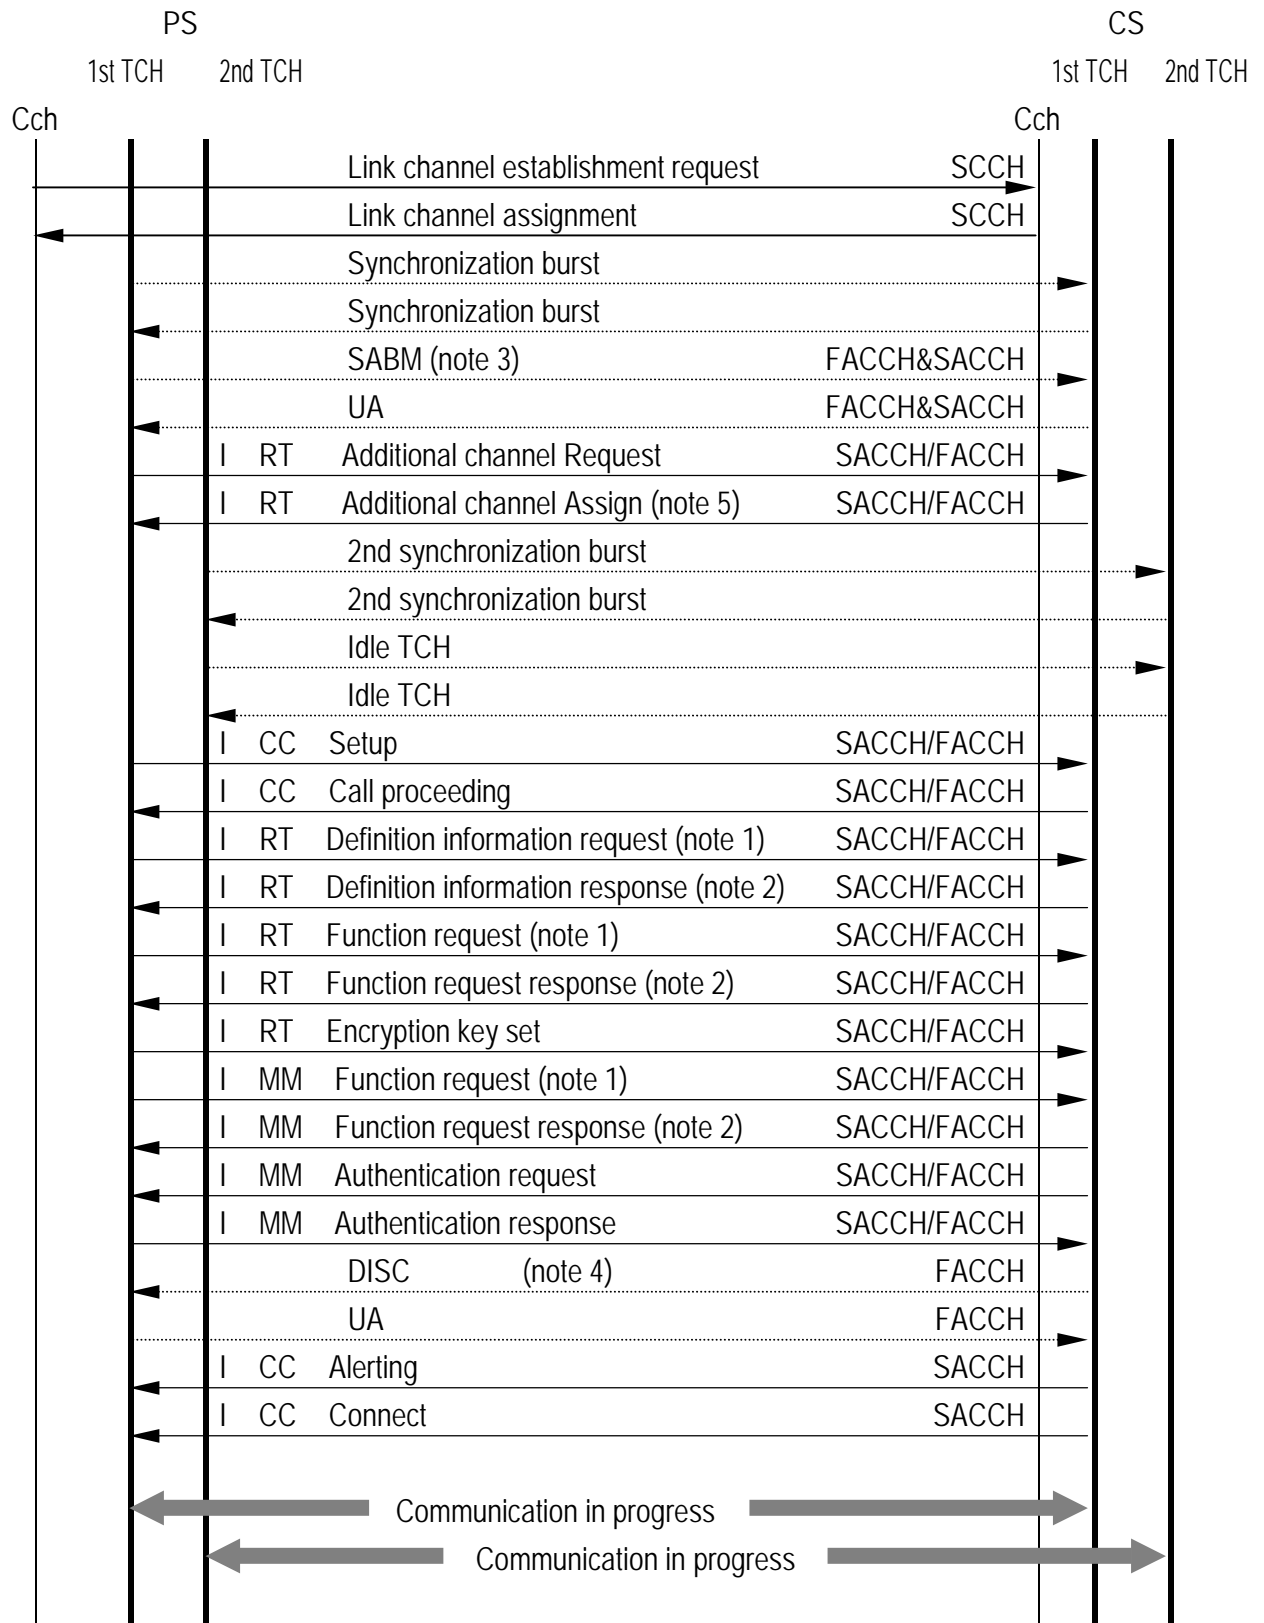 PS CS
1st TCH 2nd TCH 1st TCH 2nd TCH
Cch Cch
Link channel establishment request SCCH
Link channel assignment SCCH
Synchronization burst
Synchronization burst
SABM (note 3) FACCH&SACCH
UA FACCH&SACCH
I RT Additional channel Request SACCH/FACCH
I RT Additional channel Assign (note 5) SACCH/FACCH
2nd synchronization burst
2nd synchronization burst
Idle TCH
Idle TCH
I CC Setup SACCH/FACCH
I CC Call proceeding SACCH/FACCH
I RT Definition information request (note 1) SACCH/FACCH
I RT Definition information response (note 2) SACCH/FACCH
I RT Function request (note 1) SACCH/FACCH
I RT Function request response (note 2) SACCH/FACCH
I RT Encryption key set SACCH/FACCH
I MM Function request (note 1) SACCH/FACCH
I MM Function request response (note 2) SACCH/FACCH
I MM Authentication request SACCH/FACCH
I MM Authentication response SACCH/FACCH
DISC (note 4) FACCH
UA FACCH
I CC Alerting SACCH
I CC Connect SACCH
Communication in progress
Communication in progress